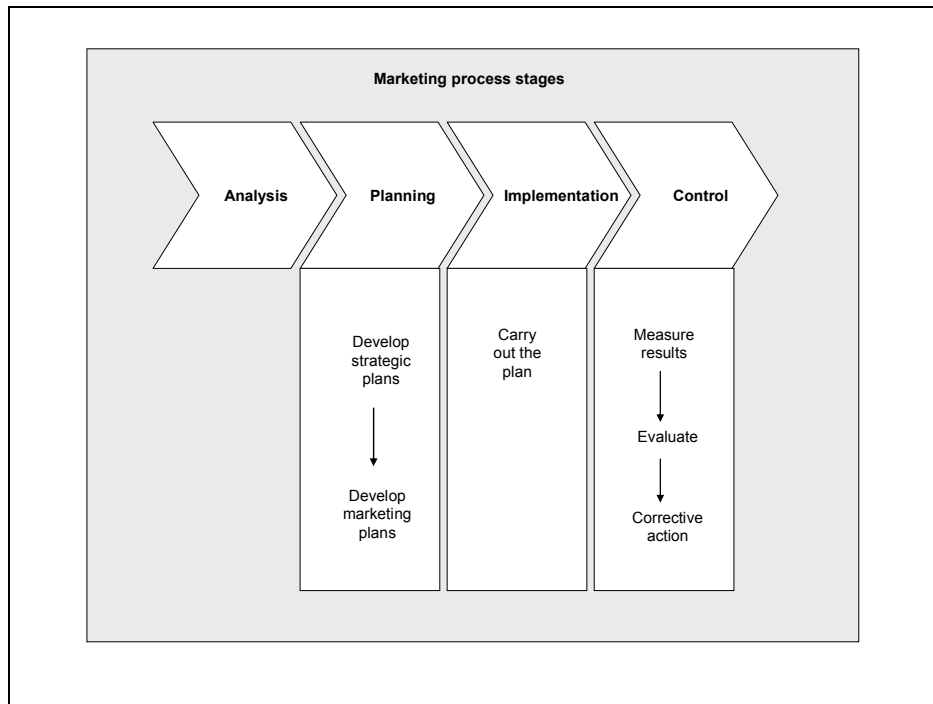 Marketing process stages
Analysis
Planning
Implementation
Control
Develop
strategic
plans
Develop
marketing
plans
Carry
out the
plan
Measure
results
Evaluate
Corrective
action